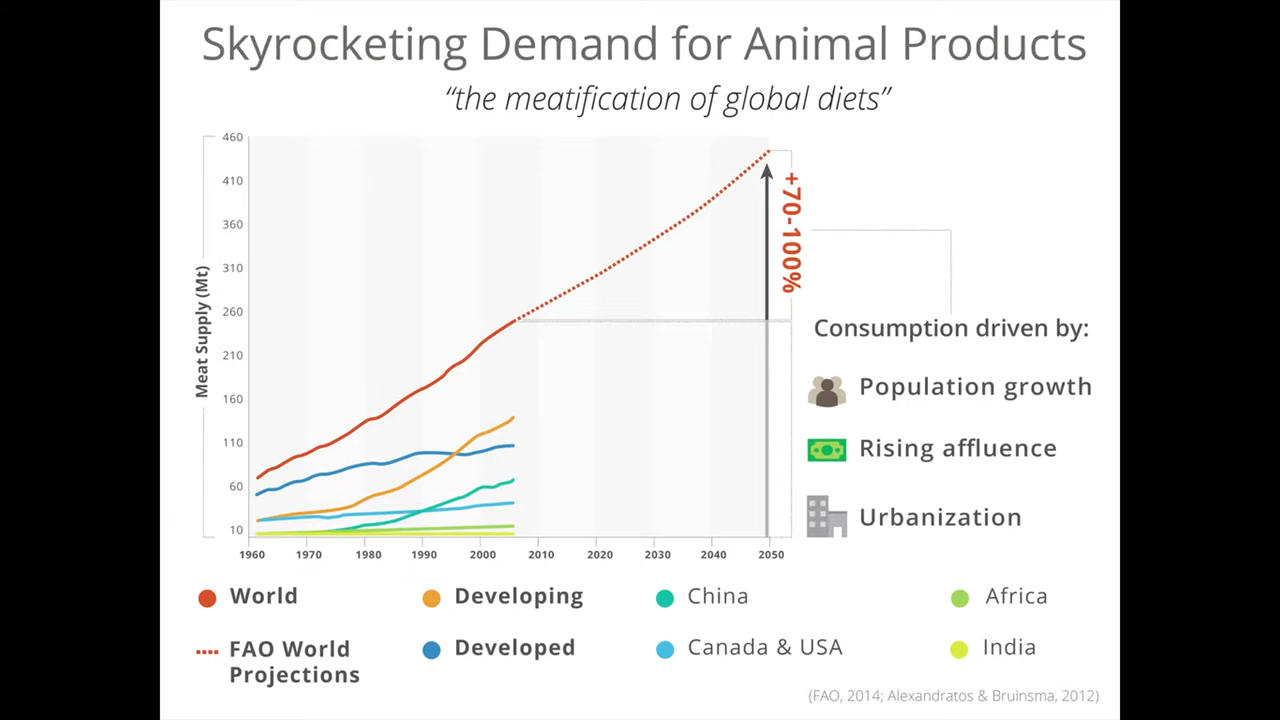 Skyrocketing Demand for Animal Products
“the meatification of global diets”
Meat Supply (Mt)
460
410
360
310
260
210
160
110
60
10
1960 1970 1980 1990 2000 2010 2020 2030 2040 2050
+70-100%
Consumption driven by:
Population growth
Rising affluence
Urbanization
World Developing China Africa
FAO World Projections Developed Canada & USA India
(FAO, 2014; Alexandratos & Bruinsma, 2012)